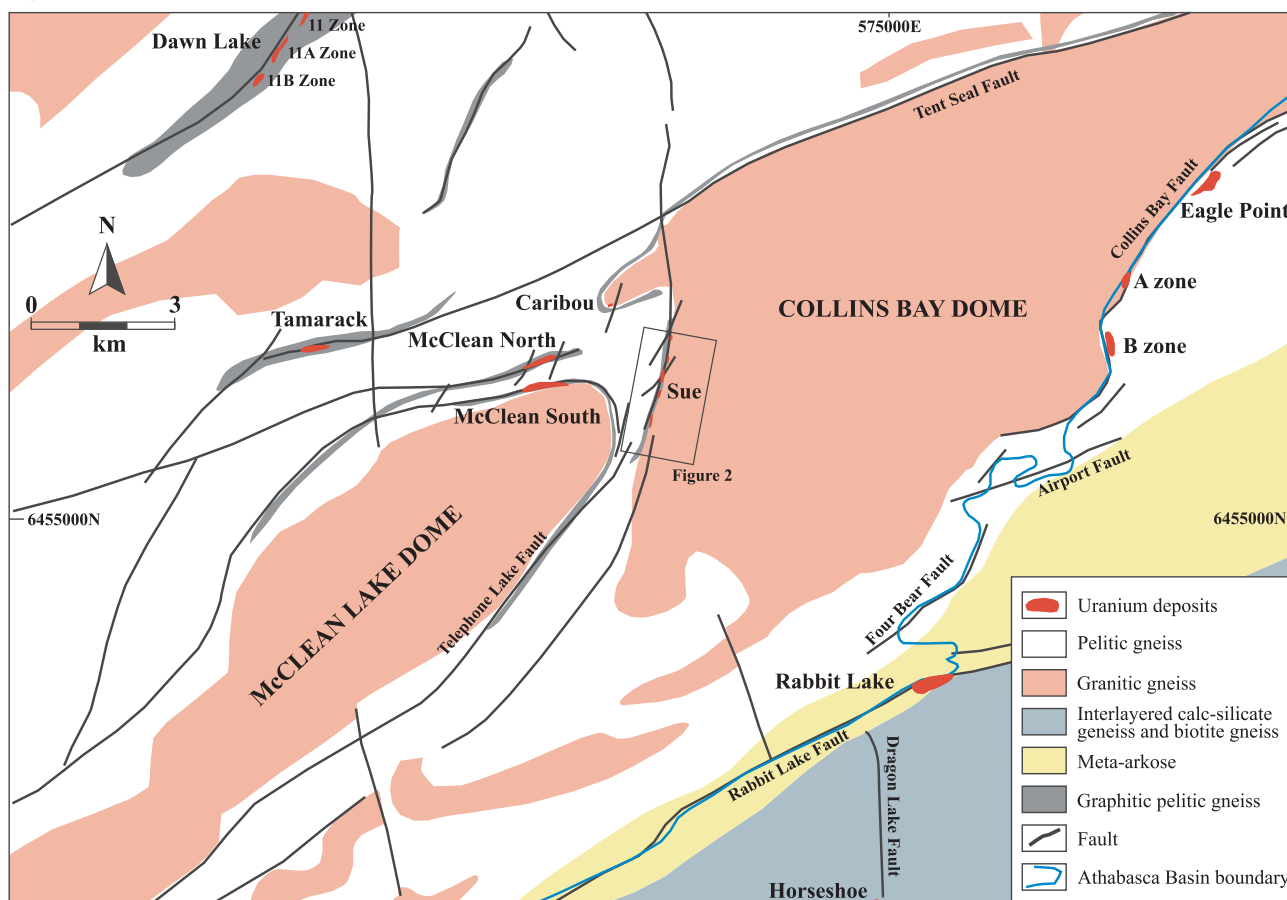 11 Zone
Dawn Lake
11A Zone
11B Zone
575000E
Tent Seal Fault
Collins Bay Fault
Eagle Point
N
0 3
km
Caribou
COLLINS BAY DOME
A zone
Tamarack
McClean North
B zone
Sue
McClean South
Figure 2
Airport Fault
6455000N
6455000N
McCLEAN LAKE DOME
Telephone Lake Fault
Four Bear Fault
Rabbit Lake
Rabbit Lake Fault
Dragon Lake Fault
Horseshoe
Uranium deposits
Pelitic gneiss
Granitic gneiss
Interlayered calc-silicate
geneiss and biotite gneiss
Meta-arkose
Graphitic pelitic gneiss
Fault
Athabasca Basin boundary